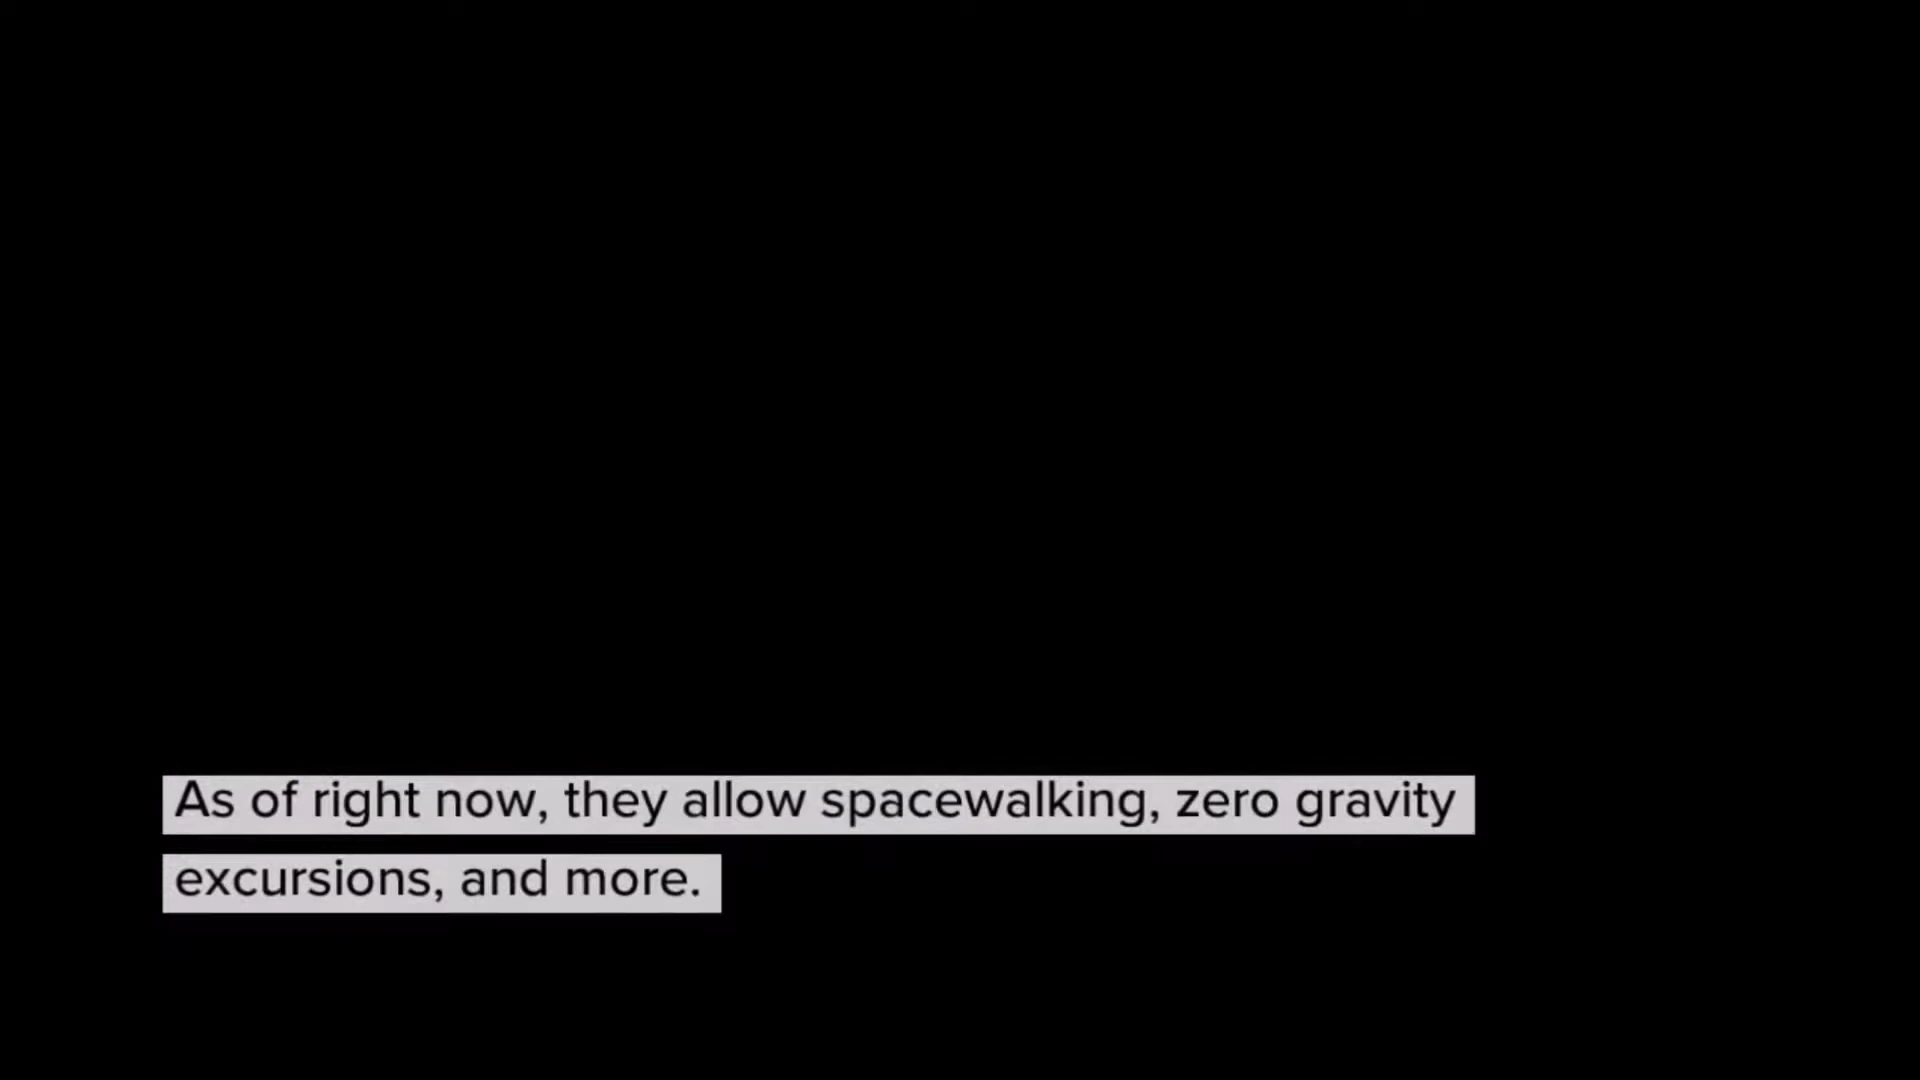 As of right now, they allow spacewalking, zero gravity
excursions, and more.